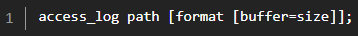 1 access_log path [format [buffer=size]];